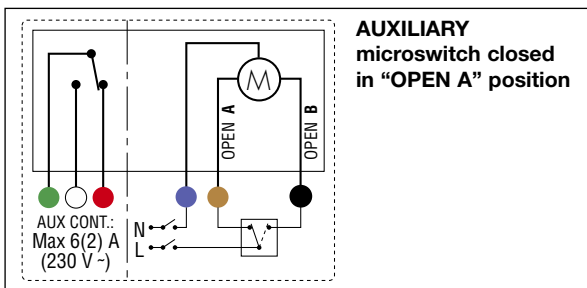 AUXILIARY
microswitch closed
in “OPEN A” position
M
OPEN A
OPEN B
AUX CONT.:
Max 6(2) A
(230 V ~)
N
L